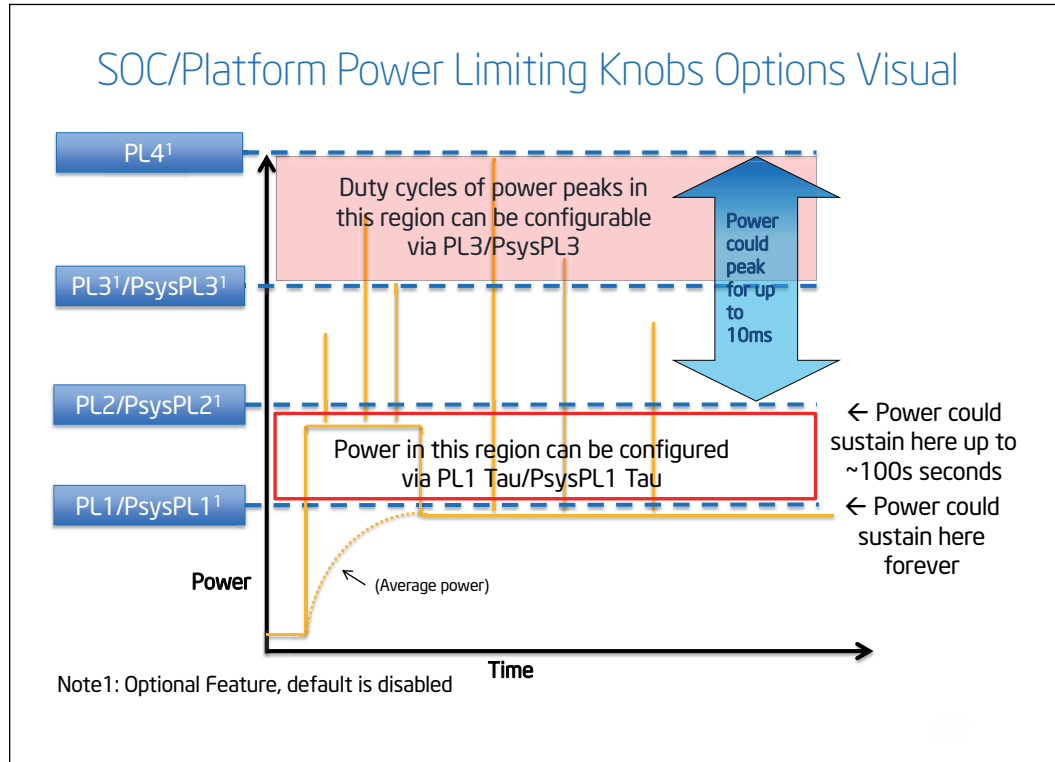 SOC/Platform Power Limiting Knobs Options Visual
PL4¹
Duty cycles of power peaks in
this region can be configurable
via PL3/PsysPL3
Power
could
peak
for up
to
10ms
PL3¹/PsysPL3¹
PL2/PsysPL2¹
← Power could
sustain here up to
~100s seconds
Power in this region can be configured
via PL1 Tau/PsysPL1 Tau
PL1/PsysPL1¹
← Power could
sustain here
forever
Power
(Average power)
Time
Note1: Optional Feature, default is disabled